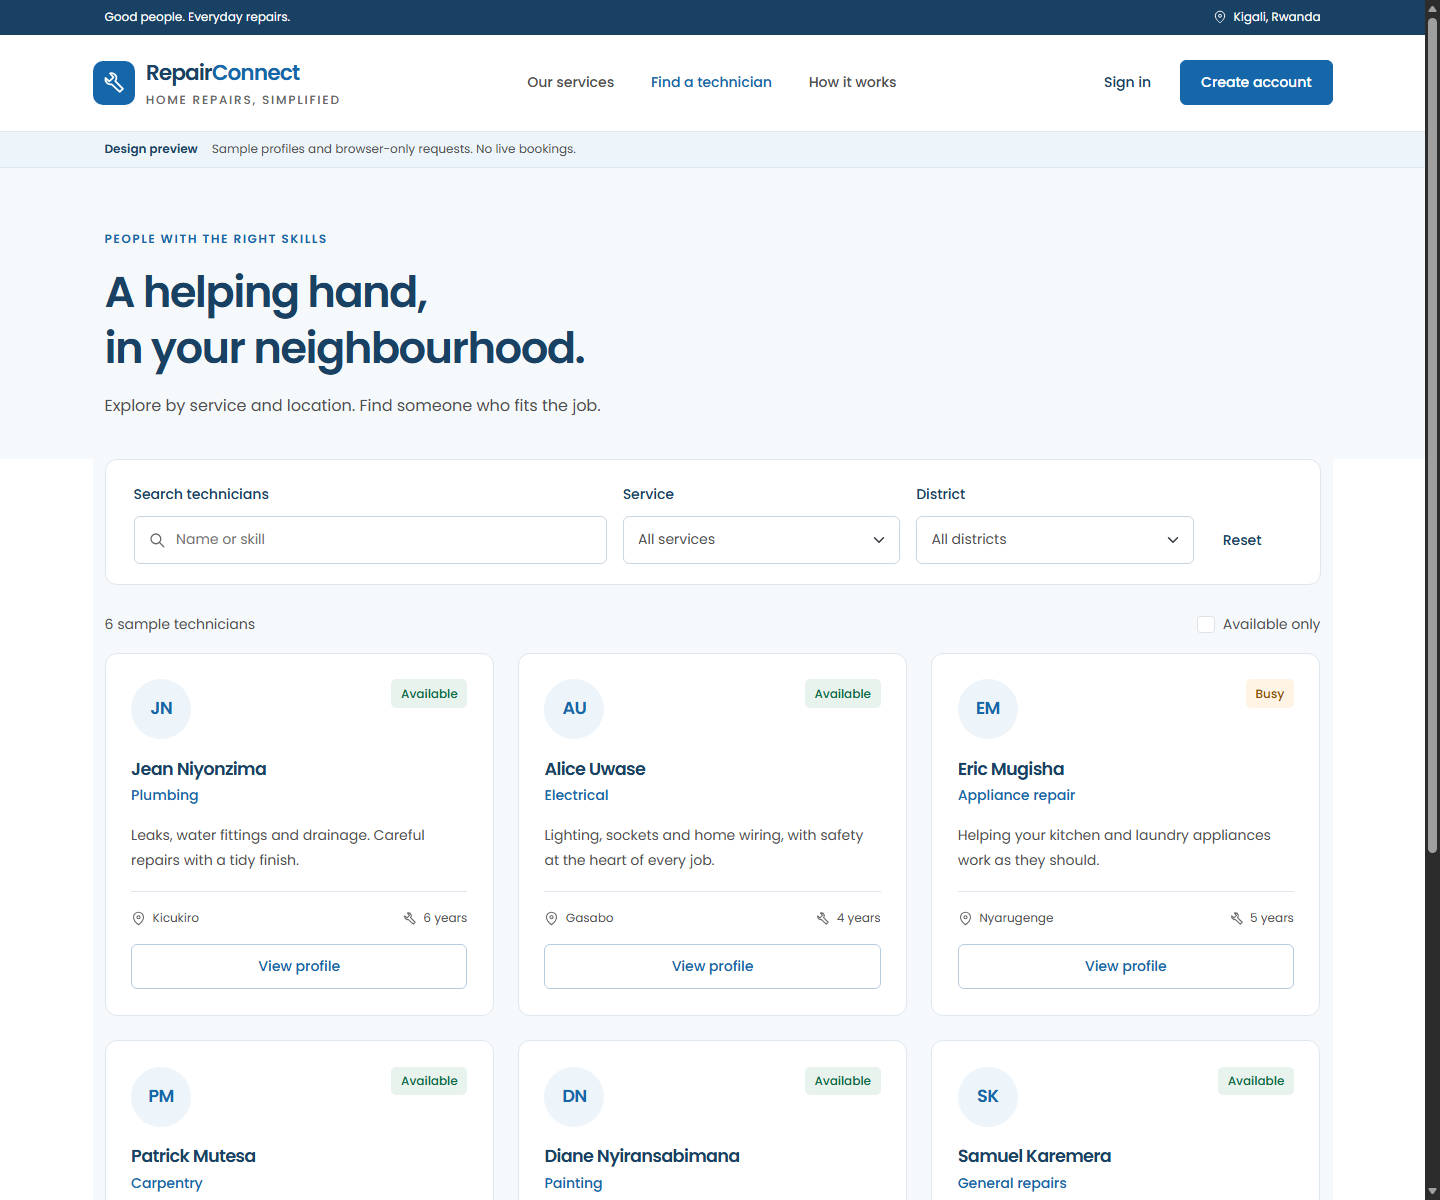 Good people. Everyday repairs.
Kigali, Rwanda
RepairConnect
HOME REPAIRS, SIMPLIFIED
Our services
Find a technician
How it works
Sign in
Create account
Design preview Sample profiles and browser-only requests. No live bookings.
PEOPLE WITH THE RIGHT SKILLS
A helping hand,
in your neighbourhood.
Explore by service and location. Find someone who fits the job.
Search technicians
Name or skill
Service
All services
District
All districts
Reset
6 sample technicians
Available only
JN
Available
Jean Niyonzima
Plumbing
Leaks, water fittings and drainage. Careful
repairs with a tidy finish.
Kicukiro
6 years
View profile
AU
Available
Alice Uwase
Electrical
Lighting, sockets and home wiring, with safety
at the heart of every job.
Gasabo
4 years
View profile
EM
Busy
Eric Mugisha
Appliance repair
Helping your kitchen and laundry appliances
work as they should.
Nyarugenge
5 years
View profile
PM
Available
Patrick Mutesa
Carpentry
DN
Available
Diane Nyiransabimana
Painting
SK
Available
Samuel Karemera
General repairs